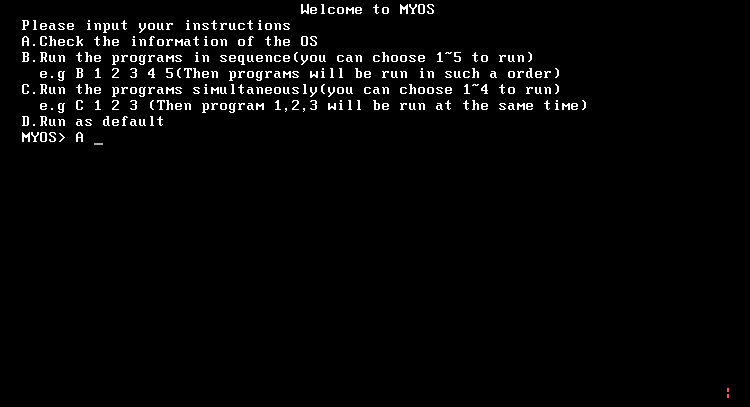 Welcome to MYOS
Please input your instructions
A.Check the information of the OS
B.Run the programs in sequence(you can choose 1~5 to run)
e.g B 1 2 3 4 5(Then programs will be run in such a order)
C.Run the programs simultaneously(you can choose 1~4 to run)
e.g C 1 2 3 (Then program 1,2,3 will be run at the same time)
D.Run as default
MYOS> A _
¦